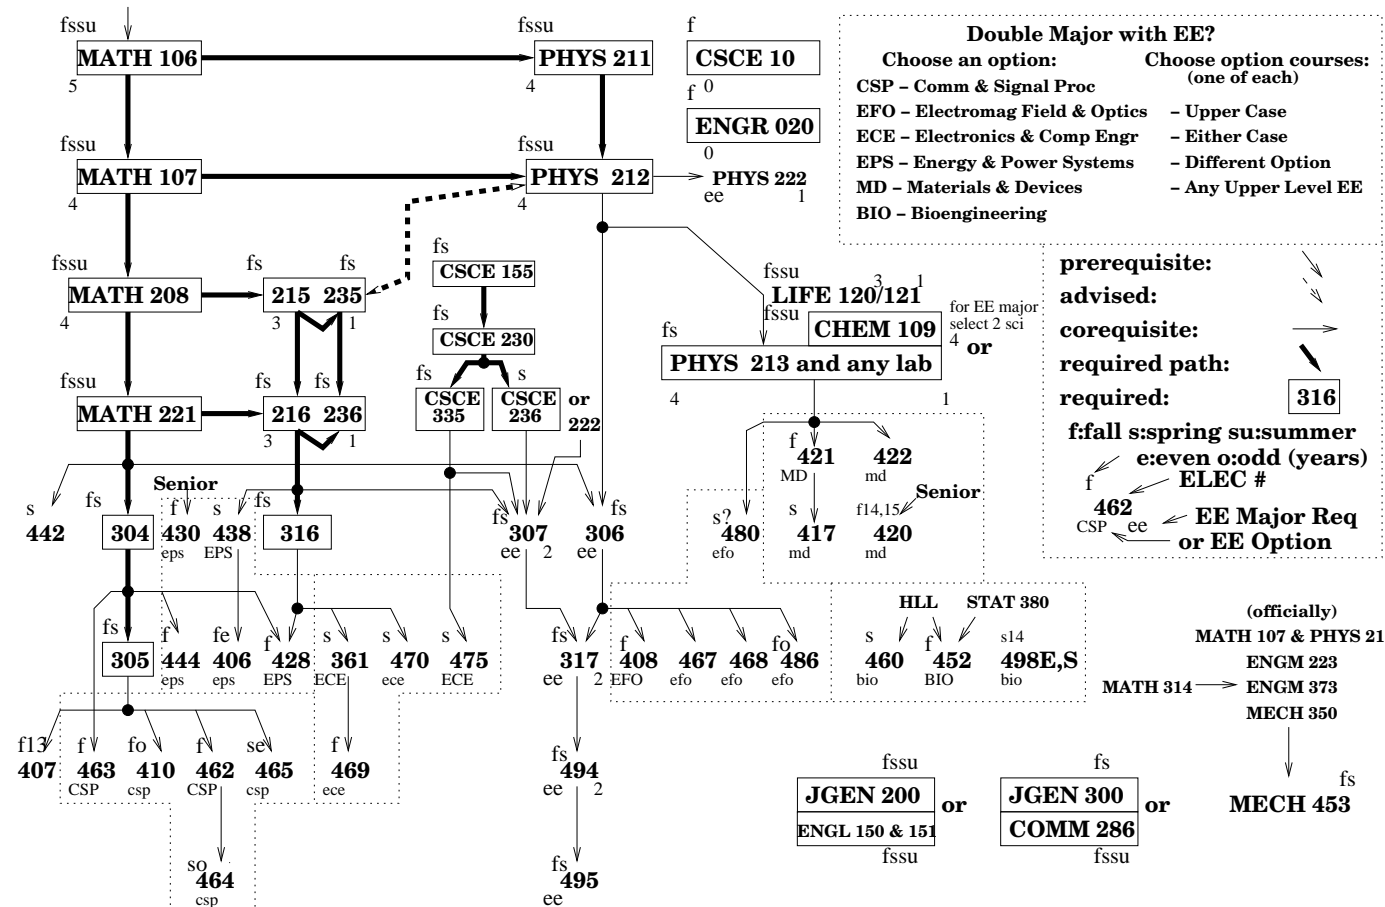 fssu
MATH 106
5
fssu
PHYS 211
4
f
CSCE 10
0
f
ENGR 020
0
fssu
MATH 107
4
fssu
PHYS 212
4
PHYS 222
ee 1
Double Major with EE?
Choose an option:
CSP – Comm & Signal Proc
EFO – Electromag Field & Optics
ECE – Electronics & Comp Engr
EPS – Energy & Power Systems
MD – Materials & Devices
BIO – Bioengineering
Choose option courses:
(one of each)
– Upper Case
– Either Case
– Different Option
– Any Upper Level EE
fssu
MATH 208
4
fs fs
215 235
3 1
fs
CSCE 155
fs
CSCE 230
fs
CSCE
335
s
CSCE
236
or
222
fssu
3 1
LIFE 120/121
fssu
CHEM 109
4
for EE major
select 2 sci
or
fs
PHYS 213 and any lab
4 1
prerequisite:
advised:
corequisite:
required path:
required:
316
f:fall s:spring su:summer
e:even o:odd (years)
f
462
CSP ee
ELEC #
EE Major Req
or EE Option
fssu
MATH 221
4
fs fs
216 236
3 1
s
442
fs
304
Senior
f
430
eps
s
438
EPS
fs
316
fs
307
ee 2
fs
306
ee
f
421
MD
422
md
s?
480
efo
s
417
md
Senior
f14,15
420
md
fs
305
f
444
eps
fe
406
eps
f
428
EPS
s
361
ECE
s
470
ece
s
475
ECE
fs
317
ee 2
f
408
EFO
467
efo
468
efo
fo
486
efo
HLL
STAT 380
s
460
bio
f
452
BIO
s14
498E,S
bio
(officially)
MATH 107 & PHYS 21
ENGM 223
MATH 314
ENGM 373
MECH 350
f13
407
f
463
CSP
fo
410
csp
f
462
CSP
se
465
csp
f
469
ece
fs
494
ee 2
so
464
csp
fs
495
ee
fssu
JGEN 200
ENGL 150 & 151
fssu
or
fs
JGEN 300
COMM 286
fssu
or
fs
MECH 453